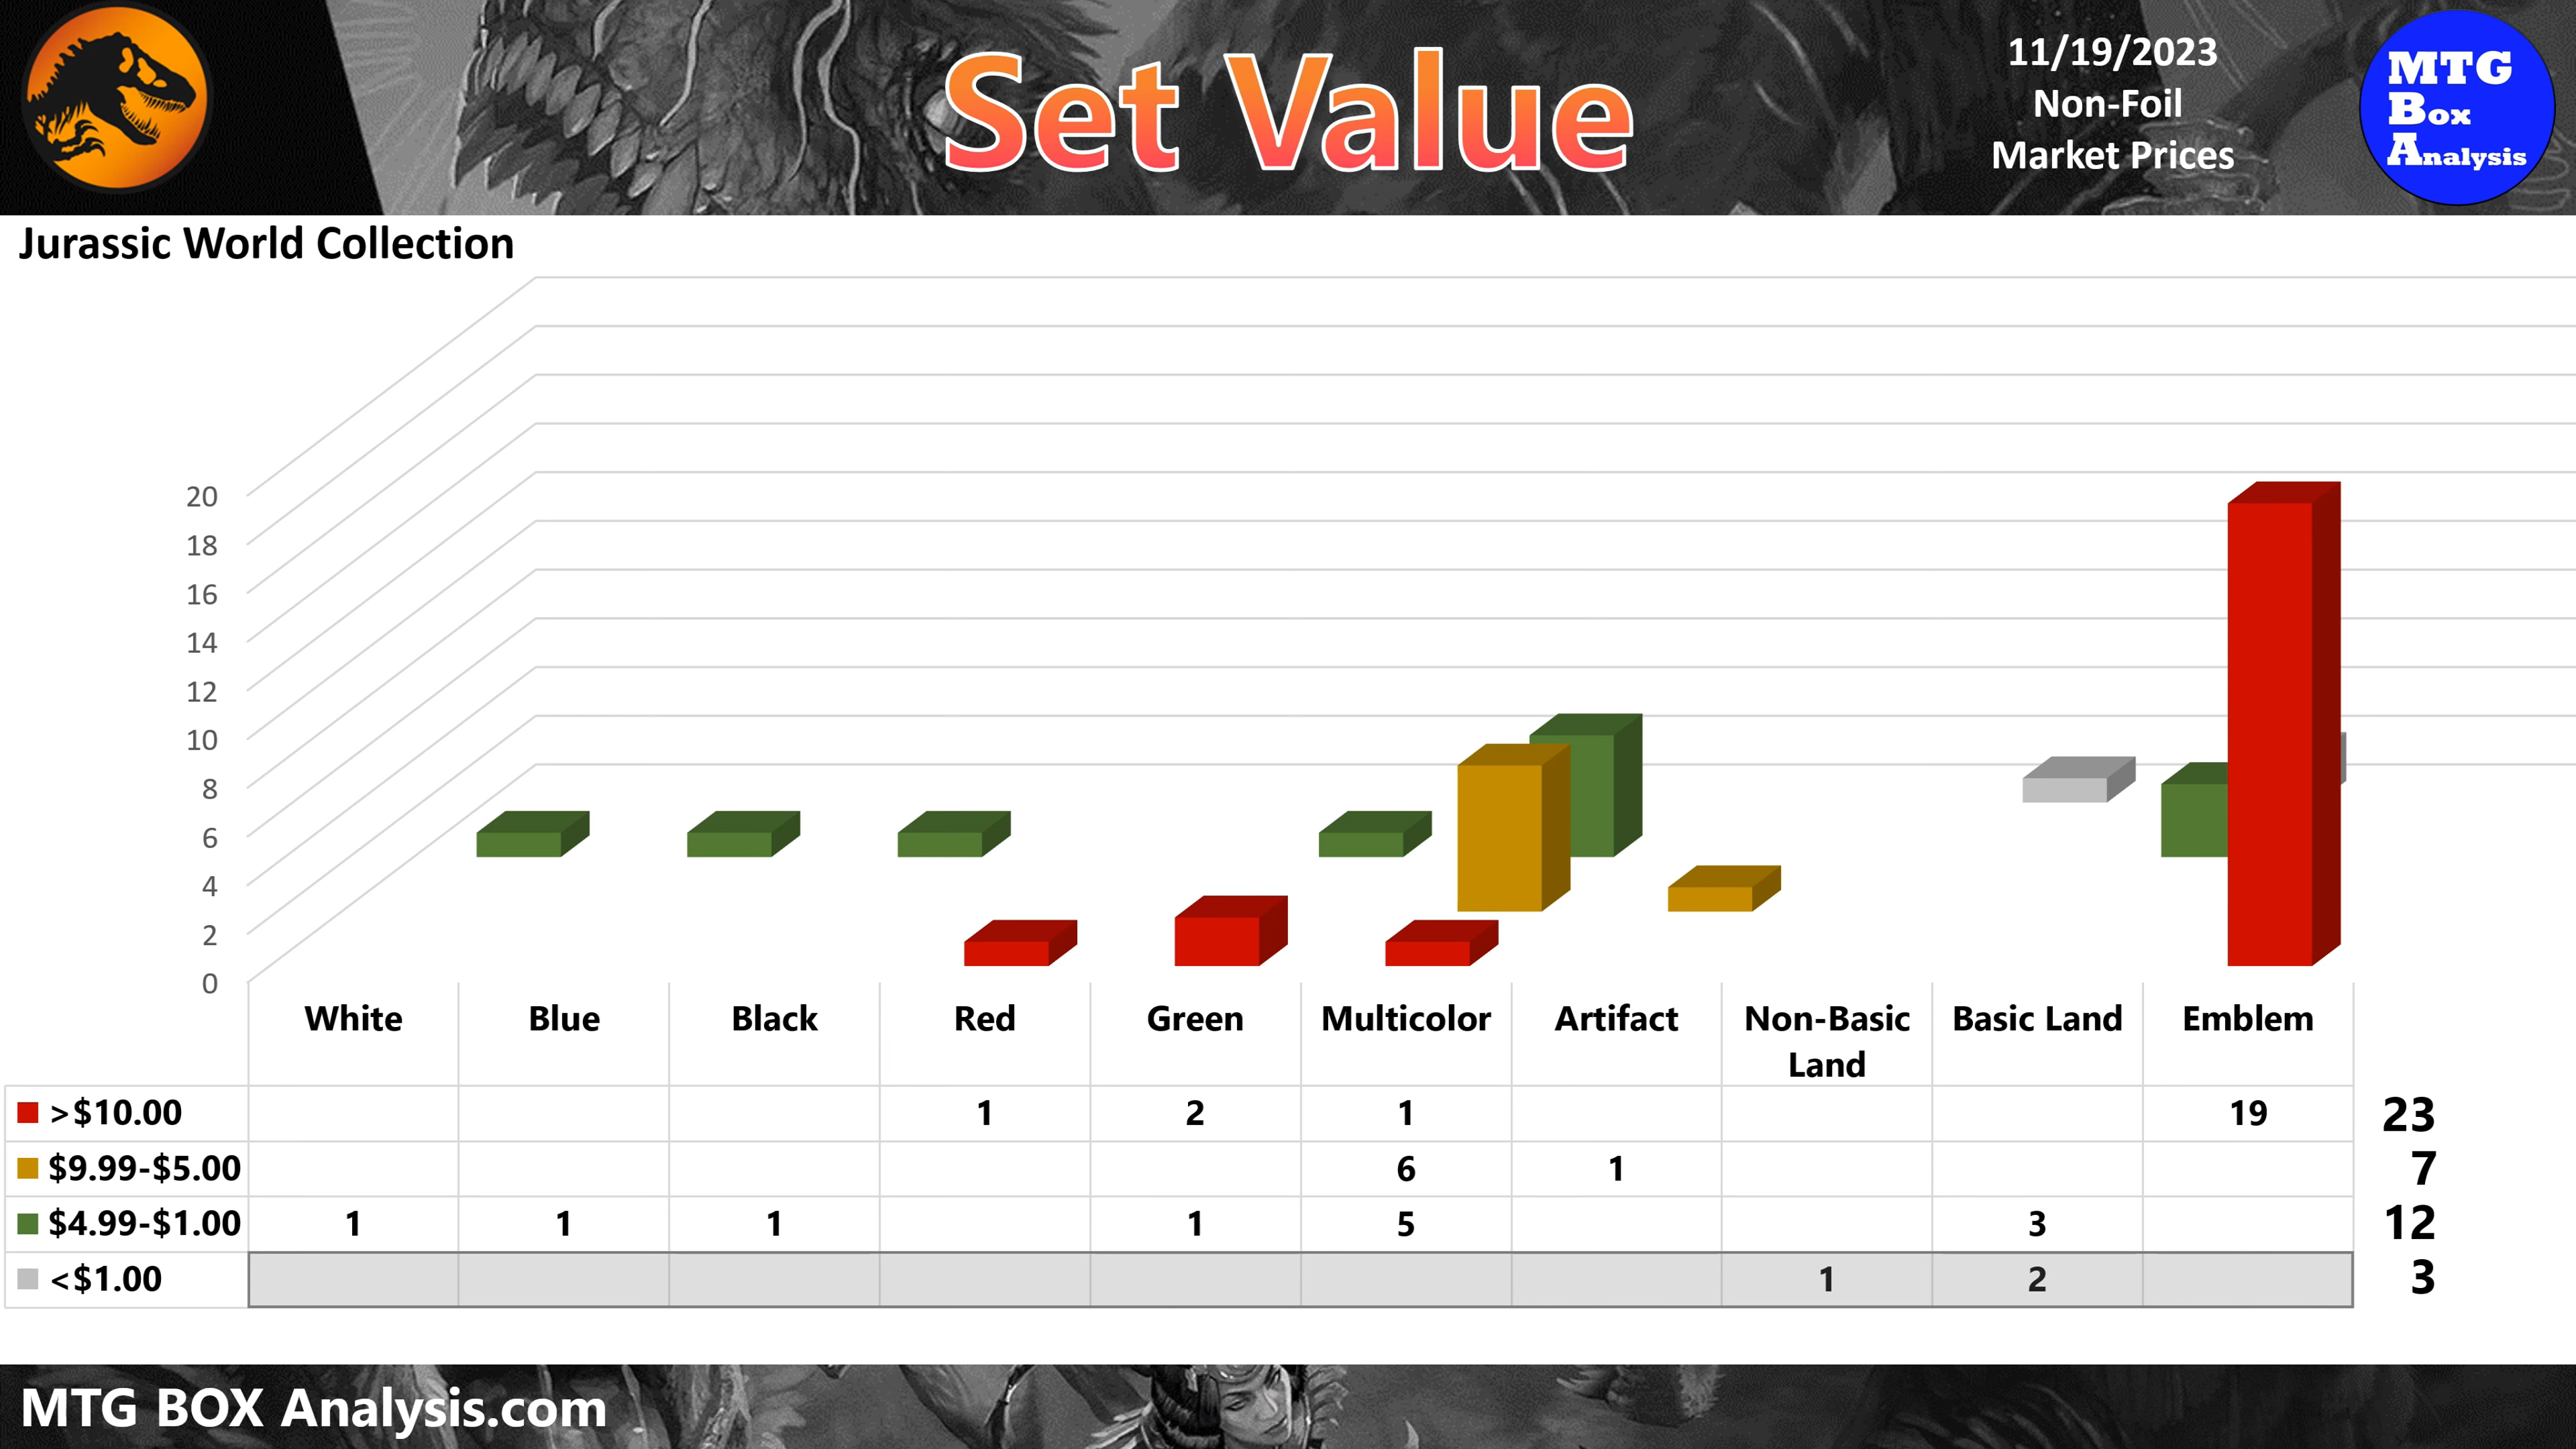 Set Value
11/19/2023
Non-Foil
Market Prices
MTG
Box
Analysis
Jurassic World Collection
20
18
16
14
12
10
8
6
4
2
0
White Blue Black Red Green Multicolor Artifact Non-Basic Land Basic Land Emblem
>$10.00 1 2 1 19 23
$9.99-$5.00 6 1 7
$4.99-$1.00 1 1 1 1 5 3 12
<$1.00 1 2 3
MTG BOX Analysis.com